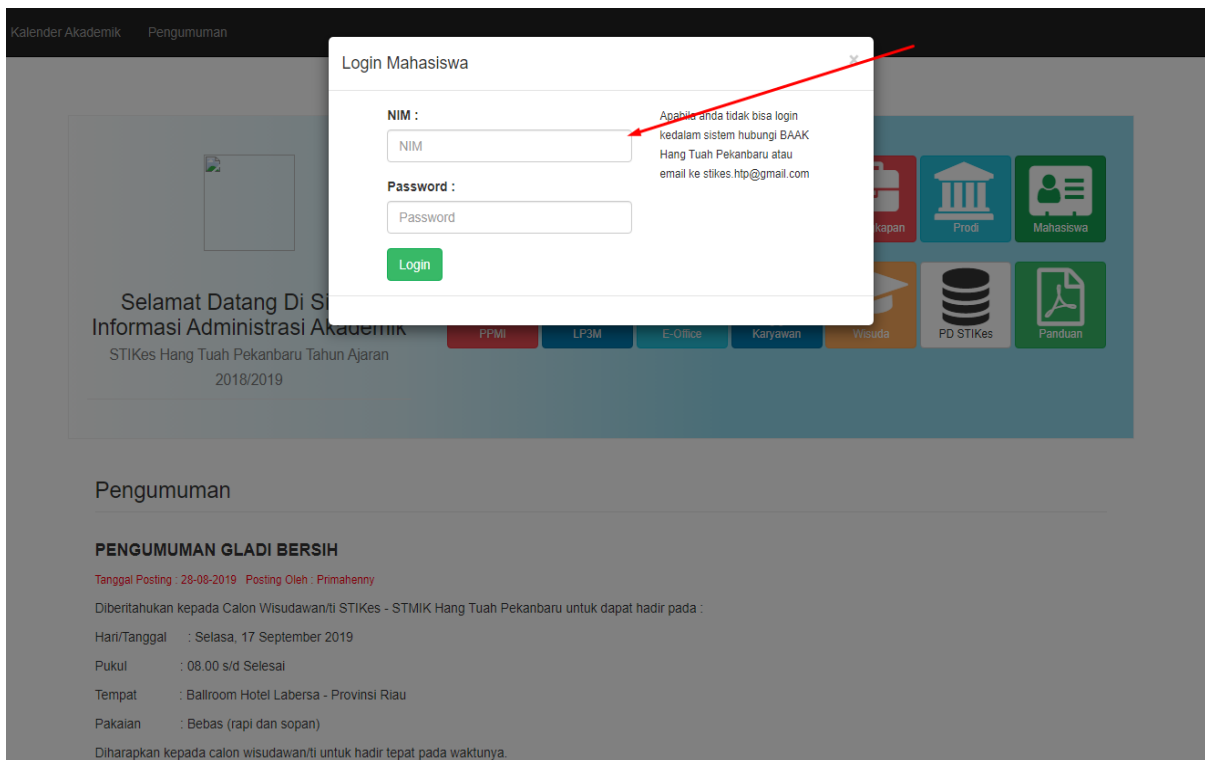 Kalender Akademik Pengumuman
Login Mahasiswa
×
NIM :
NIM
Password :
Password
Login
Apabila anda tidak bisa login
kedalam sistem hubungi BAAK
Hang Tuah Pekanbaru atau
email ke stikes.htp@gmail.com
Selamat Datang Di Si
Informasi Administrasi Akademik
STIKes Hang Tuah Pekanbaru Tahun Ajaran
2018/2019
kapan Prodi Mahasiswa
PPMI LP3M E-Office Karyawan Wisuda PD STIKes Panduan
Pengumuman
PENGUMUMAN GLADI BERSIH
Tanggal Posting : 28-08-2019 Posting Oleh : Primahenny
Diberitahukan kepada Calon Wisudawan/ti STIKes - STMIK Hang Tuah Pekanbaru untuk dapat hadir pada :
Hari/Tanggal : Selasa, 17 September 2019
Pukul : 08.00 s/d Selesai
Tempat : Ballroom Hotel Labersa - Provinsi Riau
Pakaian : Bebas (rapi dan sopan)
Diharapkan kepada calon wisudawan/ti untuk hadir tepat pada waktunya.